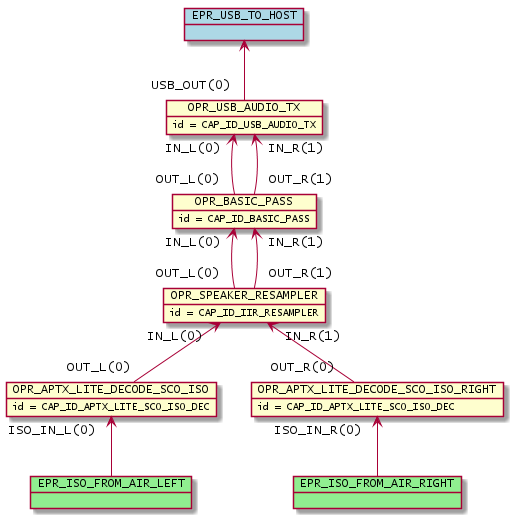 EPR_USB_TO_HOST
USB_OUT(0)
OPR_USB_AUDIO_TX
id = CAP_ID_USB_AUDIO_TX
IN_L(0) IN_R(1)
OUT_L(0) OUT_R(1)
OPR_BASIC_PASS
id = CAP_ID_BASIC_PASS
IN_L(0) IN_R(1)
OUT_L(0) OUT_R(1)
OPR_SPEAKER_RESAMPLER
id = CAP_ID_IIR_RESAMPLER
IN_L(0) IN_R(1)
OUT_L(0) OUT_R(0)
OPR_APTX_LITE_DECODE_SCO_ISO OPR_APTX_LITE_DECODE_SCO_ISO_RIGHT
id = CAP_ID_APTX_LITE_SCO_ISO_DEC id = CAP_ID_APTX_LITE_SCO_ISO_DEC
ISO_IN_L(0) ISO_IN_R(0)
EPR_ISO_FROM_AIR_LEFT EPR_ISO_FROM_AIR_RIGHT